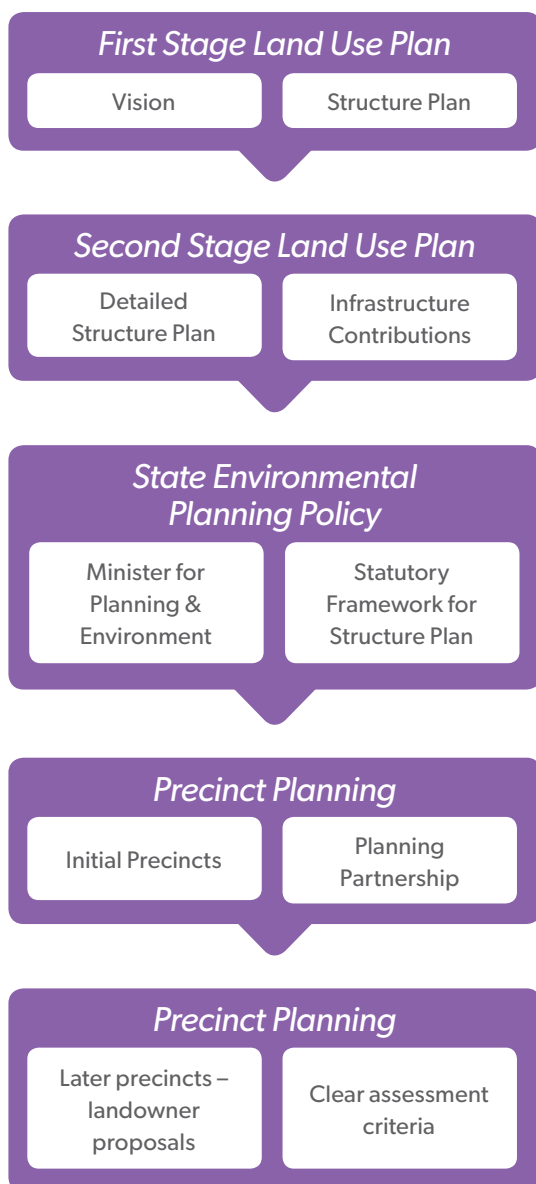 First Stage Land Use Plan
Vision
Structure Plan
Second Stage Land Use Plan
Detailed
Structure Plan
Infrastructure
Contributions
State Environmental
Planning Policy
Minister for
Planning &
Environment
Statutory
Framework for
Structure Plan
Precinct Planning
Initial Precincts
Planning
Partnership
Precinct Planning
Later precincts –
landowner
proposals
Clear assessment
criteria